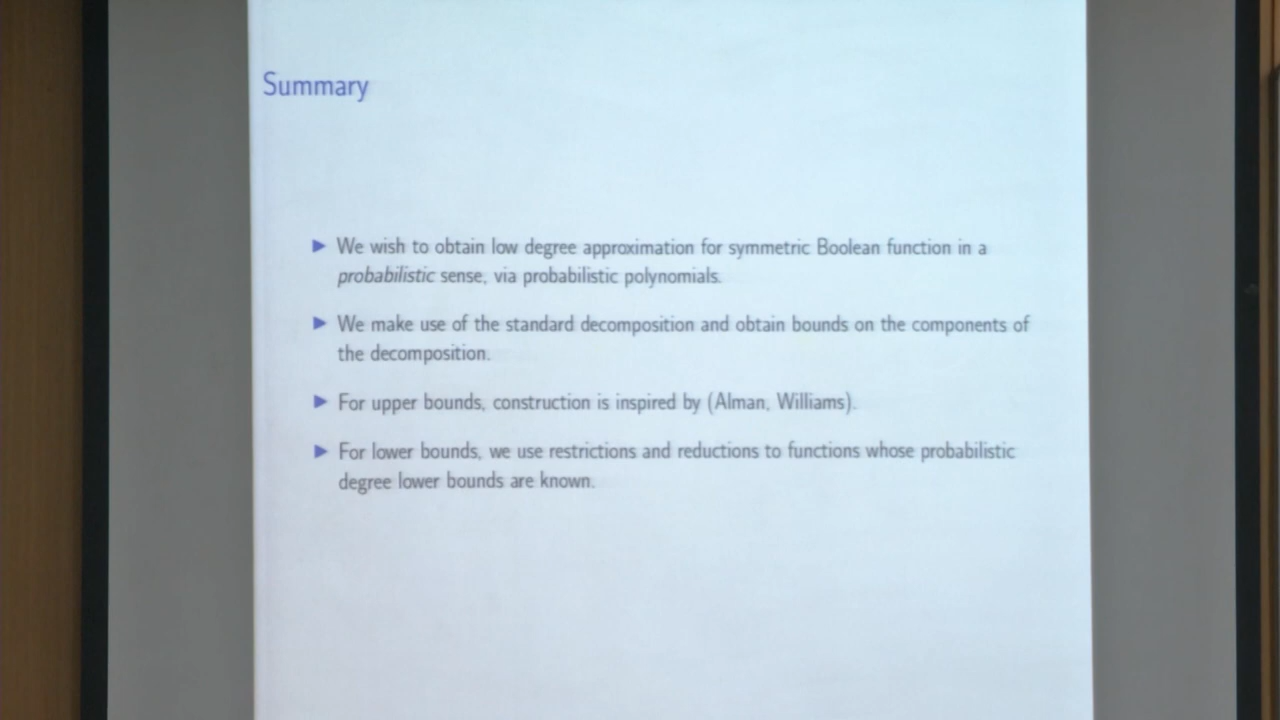 Summary
▶ We wish to obtain low degree approximation for symmetric Boolean function in a
probabilistic sense, via probabilistic polynomials.
▶ We make use of the standard decomposition and obtain bounds on the components of
the decomposition.
▶ For upper bounds, construction is inspired by (Alman, Williams).
▶ For lower bounds, we use restrictions and reductions to functions whose probabilistic
degree lower bounds are known.